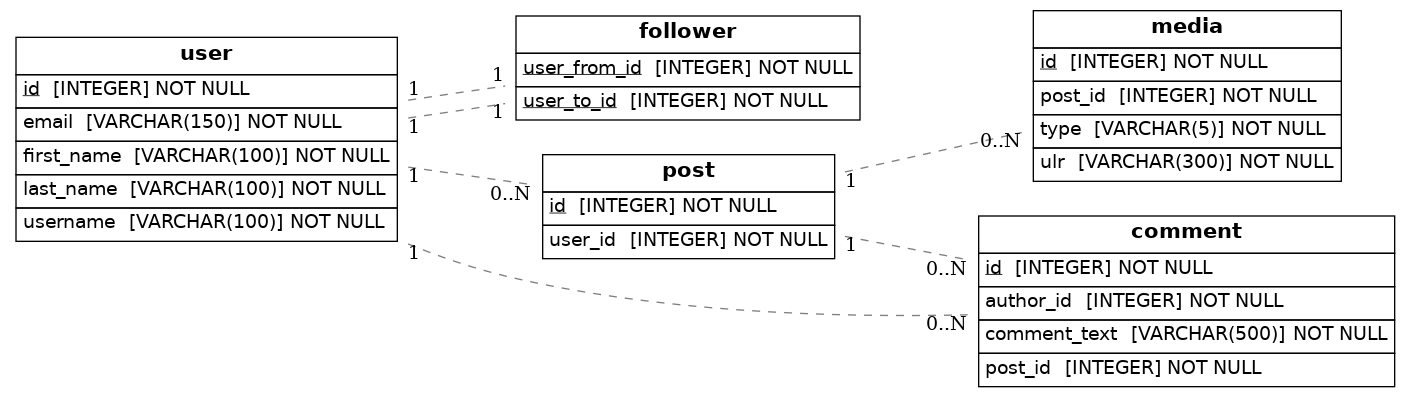 user
id [INTEGER] NOT NULL
email [VARCHAR(150)] NOT NULL
first_name [VARCHAR(100)] NOT NULL
last_name [VARCHAR(100)] NOT NULL
username [VARCHAR(100)] NOT NULL
follower
user_from_id [INTEGER] NOT NULL
user_to_id [INTEGER] NOT NULL
post
id [INTEGER] NOT NULL
user_id [INTEGER] NOT NULL
media
id [INTEGER] NOT NULL
post_id [INTEGER] NOT NULL
type [VARCHAR(5)] NOT NULL
ulr [VARCHAR(300)] NOT NULL
comment
id [INTEGER] NOT NULL
author_id [INTEGER] NOT NULL
comment_text [VARCHAR(500)] NOT NULL
post_id [INTEGER] NOT NULL
1
1
1
1
1
0..N
1
0..N
1
0..N
1
0..N